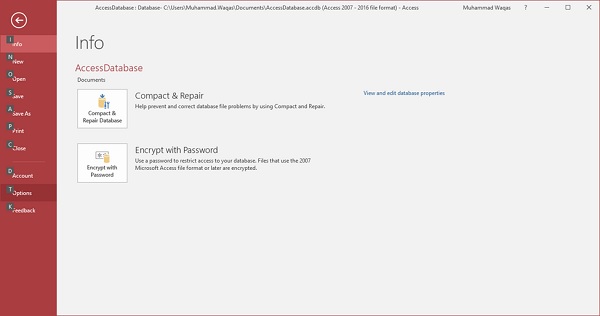 AccessDatabase : Database- C:\Users\Muhammad.Waqas\Documents\AccessDatabase.accdb (Access 2007 - 2016 file format) - Access
Muhammad Waqas
?
I
Info
N
New
O
Open
S
Save
A
Save As
P
Print
C
Close
D
Account
T
Options
K
Feedback
Info
AccessDatabase
Documents
Compact &
Repair Database
Compact & Repair
Help prevent and correct database file problems by using Compact and Repair.
View and edit database properties
Encrypt with
Password
Encrypt with Password
Use a password to restrict access to your database. Files that use the 2007
Microsoft Access file format or later are encrypted.